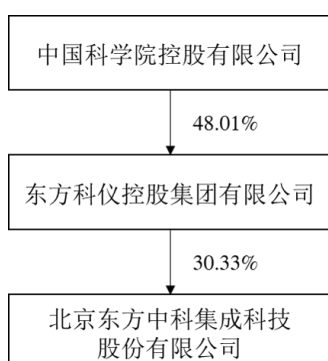 中国科学院控股有限公司
48.01%
东方科仪控股集团有限公司
30.33%
北京东方中科集成科技
股份有限公司